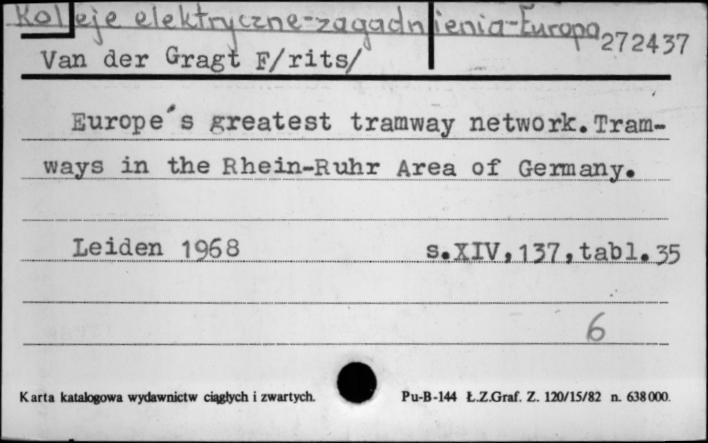 Koleje elektryczne-zagadnienia-Europa
272437
Van der Gragt F/rits/
Europe´s greatest tramway network.Tram-
ways in the Rhein-Ruhr Area of Germany.
Leiden 1968 s.XIV,137,tabl.35
6
Karta katalogowa wydawnictw ciągłych i zwartych. Pu-B-144 Ł.Z.Graf. Z. 120/15/82 n. 638000.